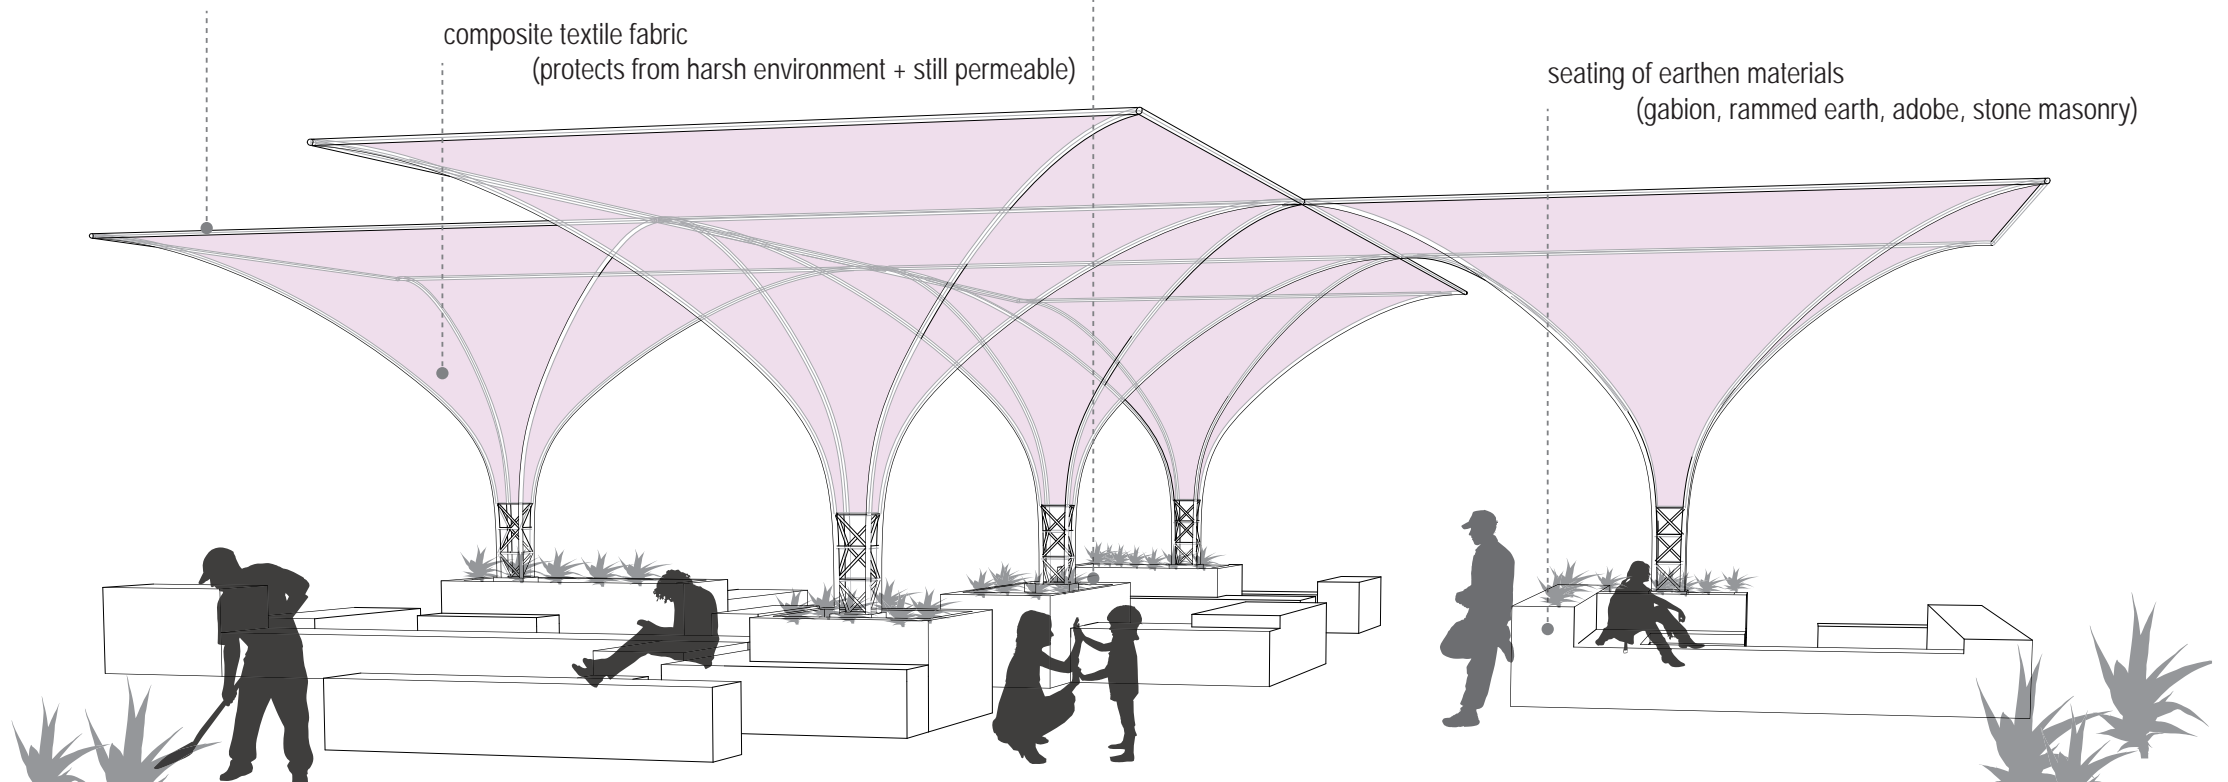 composite textile fabric
(protects from harsh environment + still permeable)
seating of earthen materials
(gabion, rammed earth, adobe, stone masonry)